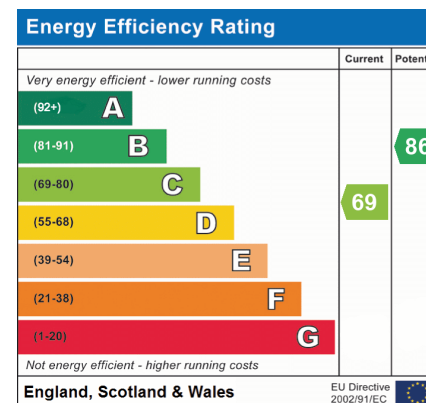 Energy Efficiency Rating
Current Potent
Very energy efficient - lower running costs
(92+) A
(81-91) B
86
(69-80) C
69
(55-68) D
(39-54) E
(21-38) F
(1-20) G
Not energy efficient - higher running costs
England, Scotland & Wales
EU Directive
2002/91/EC